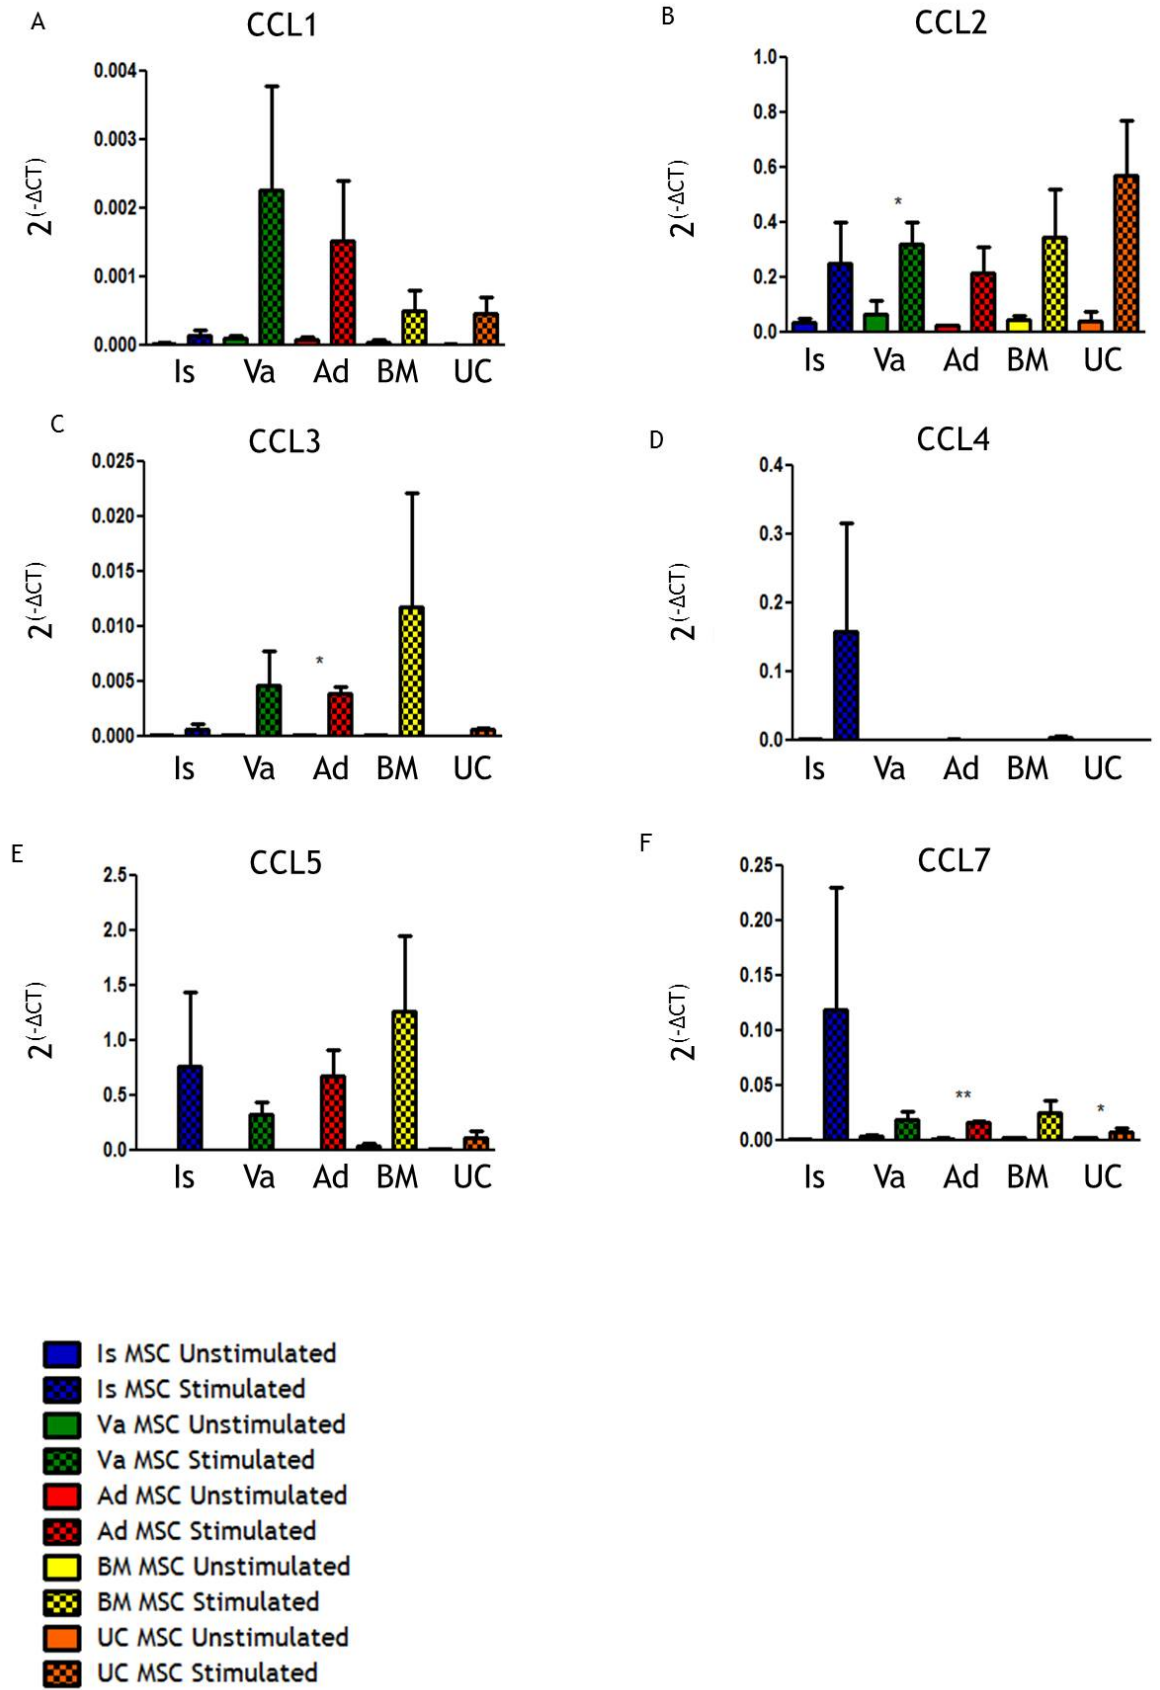 A
CCL1
0.004
0.003
0.002
0.001
0.000
2(-ΔCT)
Is Va Ad BM UC
B
CCL2
1.0
0.8
0.6
0.4
0.2
0.0
2(-ΔCT)
*
Is Va Ad BM UC
C
CCL3
0.025
0.020
0.015
0.010
0.005
0.000
2(-ΔCT)
*
Is Va Ad BM UC
D
CCL4
0.4
0.3
0.2
0.1
0.0
2(-ΔCT)
Is Va Ad BM UC
E
CCL5
2.5
2.0
1.5
1.0
0.5
0.0
2(-ΔCT)
Is Va Ad BM UC
F
CCL7
0.25
0.20
0.15
0.10
0.05
0.00
2(-ΔCT)
** *
Is Va Ad BM UC
Is MSC Unstimulated
Is MSC Stimulated
Va MSC Unstimulated
Va MSC Stimulated
Ad MSC Unstimulated
Ad MSC Stimulated
BM MSC Unstimulated
BM MSC Stimulated
UC MSC Unstimulated
UC MSC Stimulated